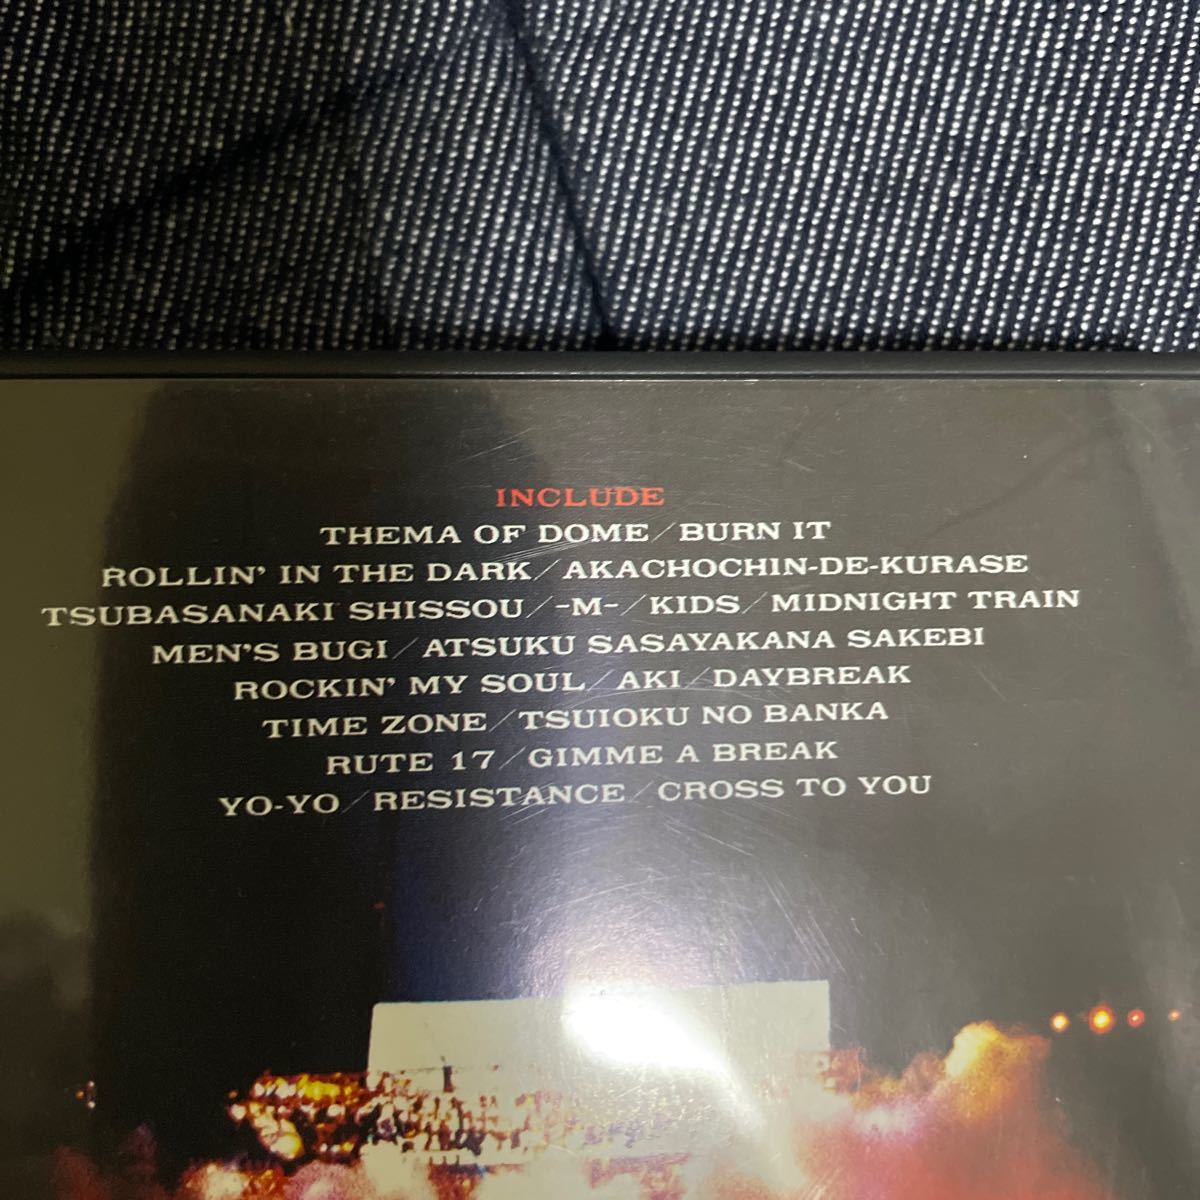 INCLUDE
THEMA OF DOME/BURN IT
ROLLIN' IN THE DARK/AKACHOCHIN-DE-KURASE
TSUBASANAKI SHISSOU/-M-/KIDS/MIDNIGHT TRAIN
MEN'S BUGI/ATSUKU SASAYAKANA SAKEBI
ROCKIN' MY SOUL/AKI/DAYBREAK
TIME ZONE/TSUIOKU NO BANKA
RUTE 17/GIMME A BREAK
YO-YO/RESISTANCE/CROSS TO YOU